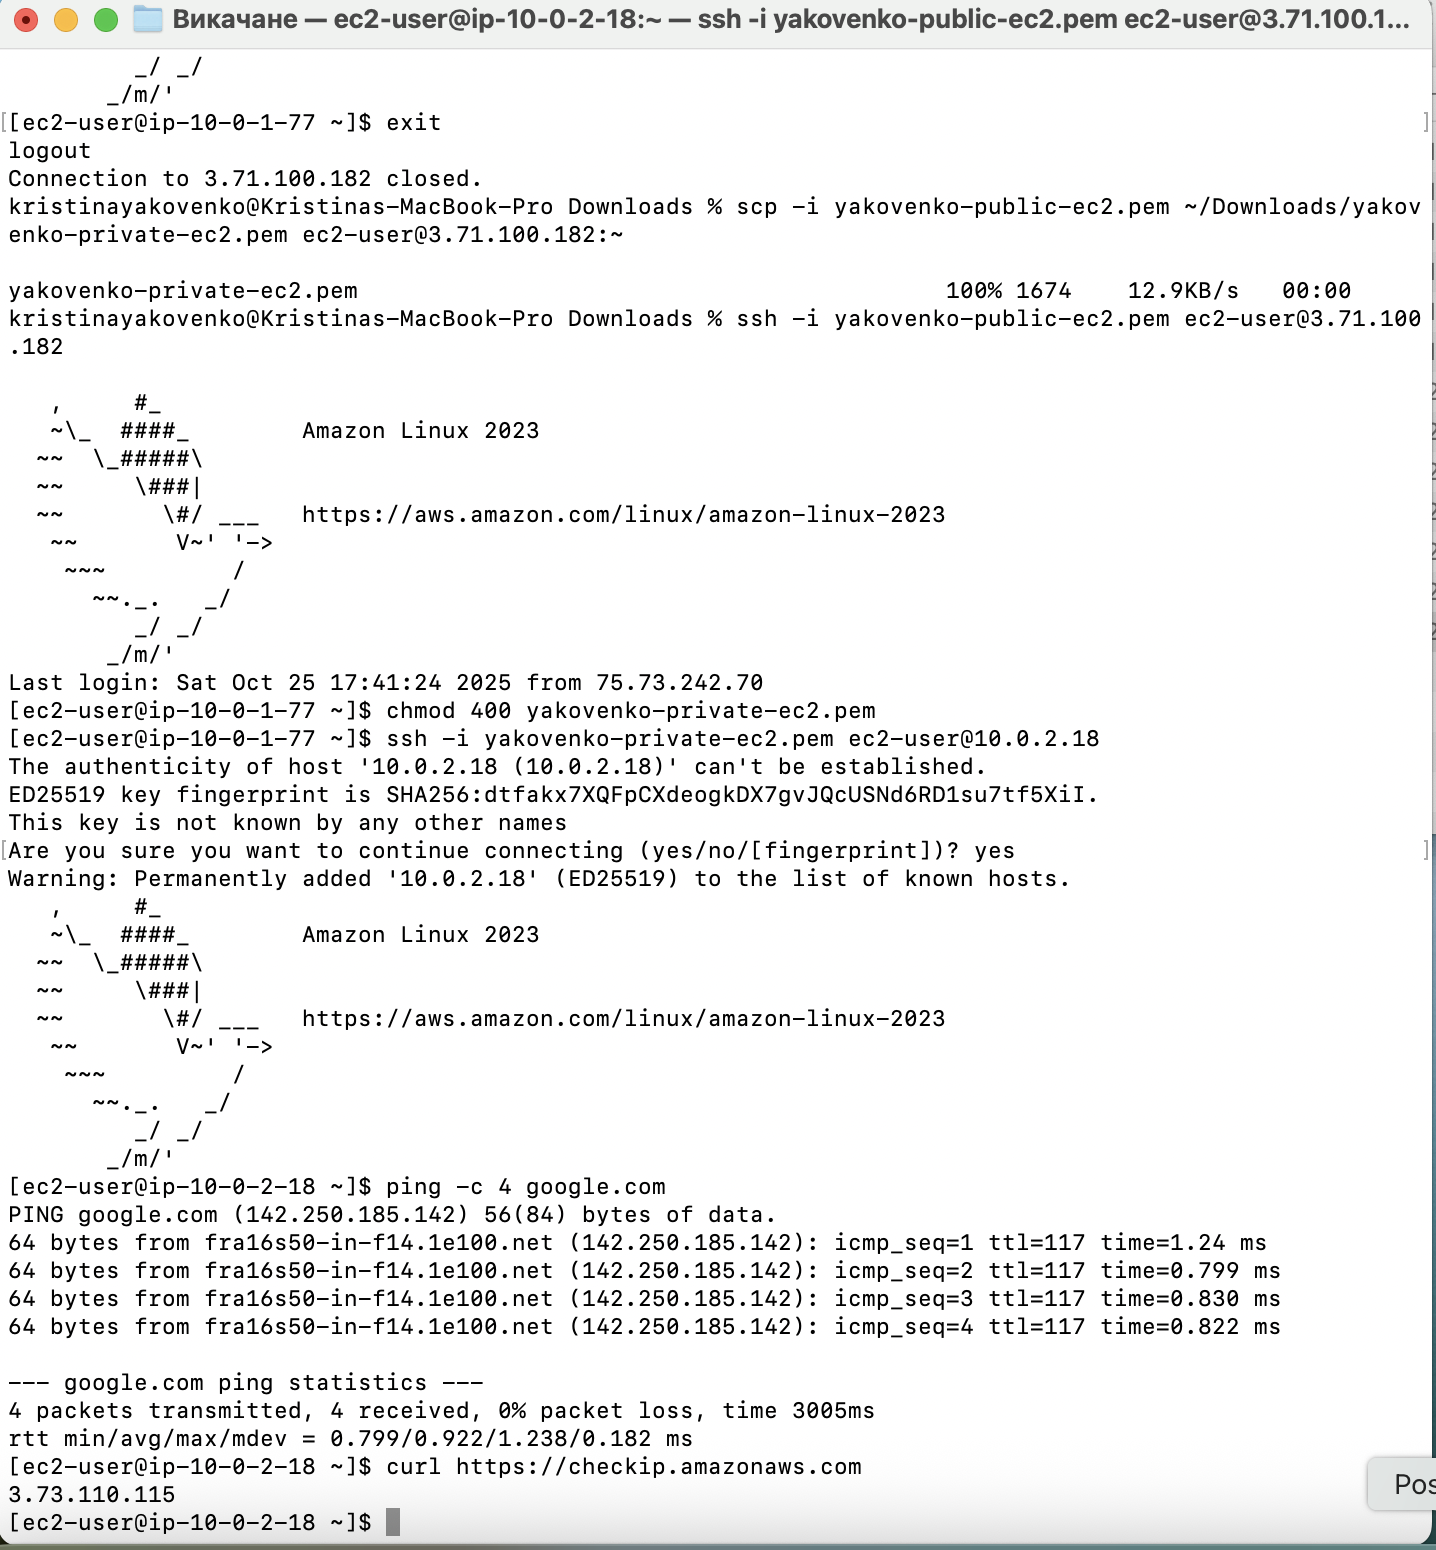 Викачане — ec2-user@ip-10-0-2-18:~ — ssh -i yakovenko-public-ec2.pem ec2-user@3.71.100.1...
         _/ _/
       _/m/'
[ec2-user@ip-10-0-1-77 ~]$ exit
logout
Connection to 3.71.100.182 closed.
kristinayakovenko@Kristinas-MacBook-Pro Downloads % scp -i yakovenko-public-ec2.pem ~/Downloads/yakov
enko-private-ec2.pem ec2-user@3.71.100.182:~
yakovenko-private-ec2.pem                                          100% 1674    12.9KB/s   00:00
kristinayakovenko@Kristinas-MacBook-Pro Downloads % ssh -i yakovenko-public-ec2.pem ec2-user@3.71.100
.182
   ,     #_
   ~\_  ####_        Amazon Linux 2023
  ~~  \_#####\
  ~~     \###|
  ~~       \#/ ___   https://aws.amazon.com/linux/amazon-linux-2023
   ~~       V~' '->
    ~~~         /
      ~~._.   _/
         _/ _/
       _/m/'
Last login: Sat Oct 25 17:41:24 2025 from 75.73.242.70
[ec2-user@ip-10-0-1-77 ~]$ chmod 400 yakovenko-private-ec2.pem
[ec2-user@ip-10-0-1-77 ~]$ ssh -i yakovenko-private-ec2.pem ec2-user@10.0.2.18
The authenticity of host '10.0.2.18 (10.0.2.18)' can't be established.
ED25519 key fingerprint is SHA256:dtfakx7XQFpCXdeogkDX7gvJQcUSNd6RD1su7tf5XiI.
This key is not known by any other names
Are you sure you want to continue connecting (yes/no/[fingerprint])? yes
Warning: Permanently added '10.0.2.18' (ED25519) to the list of known hosts.
   ,     #_
   ~\_  ####_        Amazon Linux 2023
  ~~  \_#####\
  ~~     \###|
  ~~       \#/ ___   https://aws.amazon.com/linux/amazon-linux-2023
   ~~       V~' '->
    ~~~         /
      ~~._.   _/
         _/ _/
       _/m/'
[ec2-user@ip-10-0-2-18 ~]$ ping -c 4 google.com
PING google.com (142.250.185.142) 56(84) bytes of data.
64 bytes from fra16s50-in-f14.1e100.net (142.250.185.142): icmp_seq=1 ttl=117 time=1.24 ms
64 bytes from fra16s50-in-f14.1e100.net (142.250.185.142): icmp_seq=2 ttl=117 time=0.799 ms
64 bytes from fra16s50-in-f14.1e100.net (142.250.185.142): icmp_seq=3 ttl=117 time=0.830 ms
64 bytes from fra16s50-in-f14.1e100.net (142.250.185.142): icmp_seq=4 ttl=117 time=0.822 ms
--- google.com ping statistics ---
4 packets transmitted, 4 received, 0% packet loss, time 3005ms
rtt min/avg/max/mdev = 0.799/0.922/1.238/0.182 ms
[ec2-user@ip-10-0-2-18 ~]$ curl https://checkip.amazonaws.com
3.73.110.115
[ec2-user@ip-10-0-2-18 ~]$